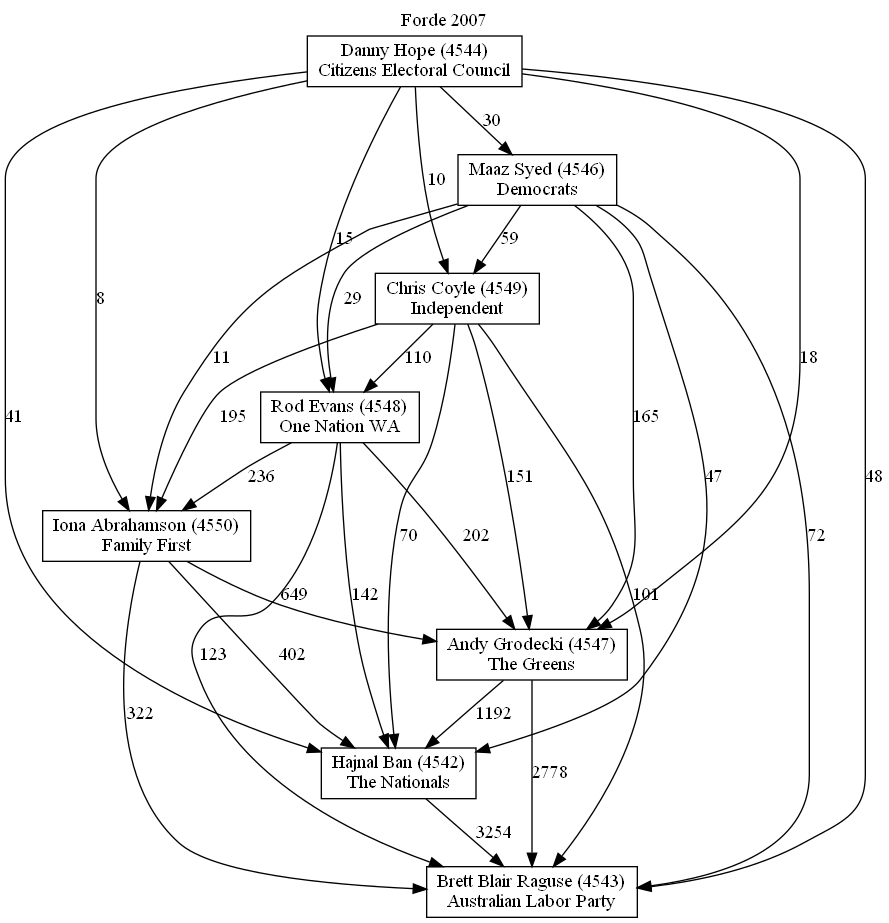 Forde 2007
Danny Hope (4544)
Citizens Electoral Council
30
Maaz Syed (4546)
Democrats
10
15
59
Chris Coyle (4549)
Independent
8
29
11
110
18
41
195
165
Rod Evans (4548)
One Nation WA
236
151
47
48
Iona Abrahamson (4550)
Family First
70
202
72
649
142
101
Andy Grodecki (4547)
The Greens
123
402
322
1192
Hajnal Ban (4542)
The Nationals
2778
3254
Brett Blair Raguse (4543)
Australian Labor Party